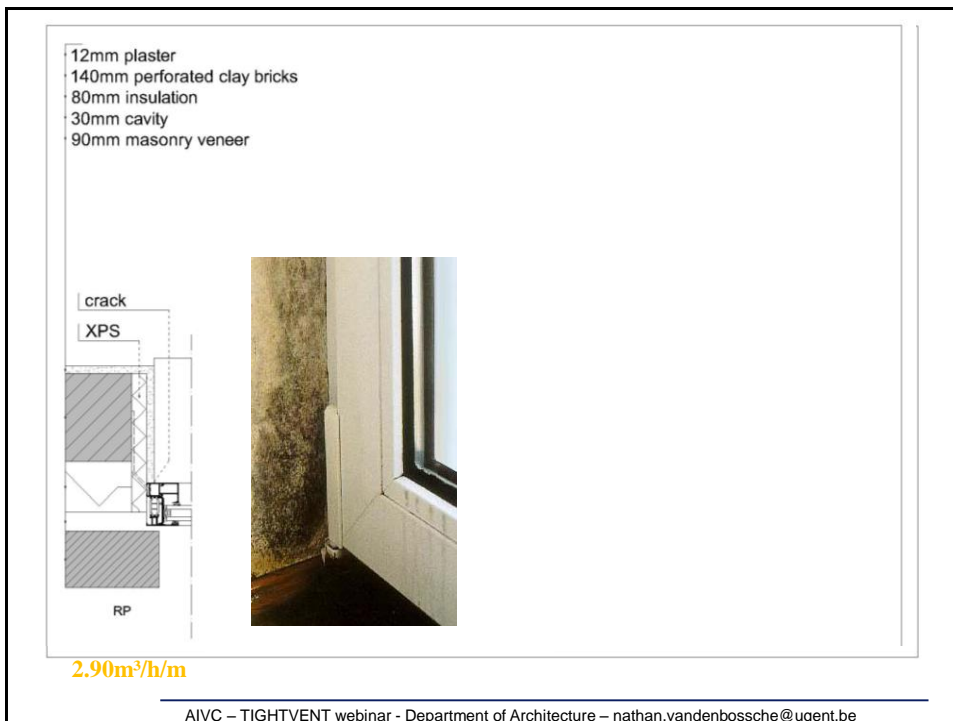 12mm plaster
140mm perforated clay bricks
80mm insulation
30mm cavity
90mm masonry veneer
crack
XPS
RP
2.90m³/h/m
AIVC – TIGHTVENT webinar - Department of Architecture – nathan.vandenbossche@ugent.be